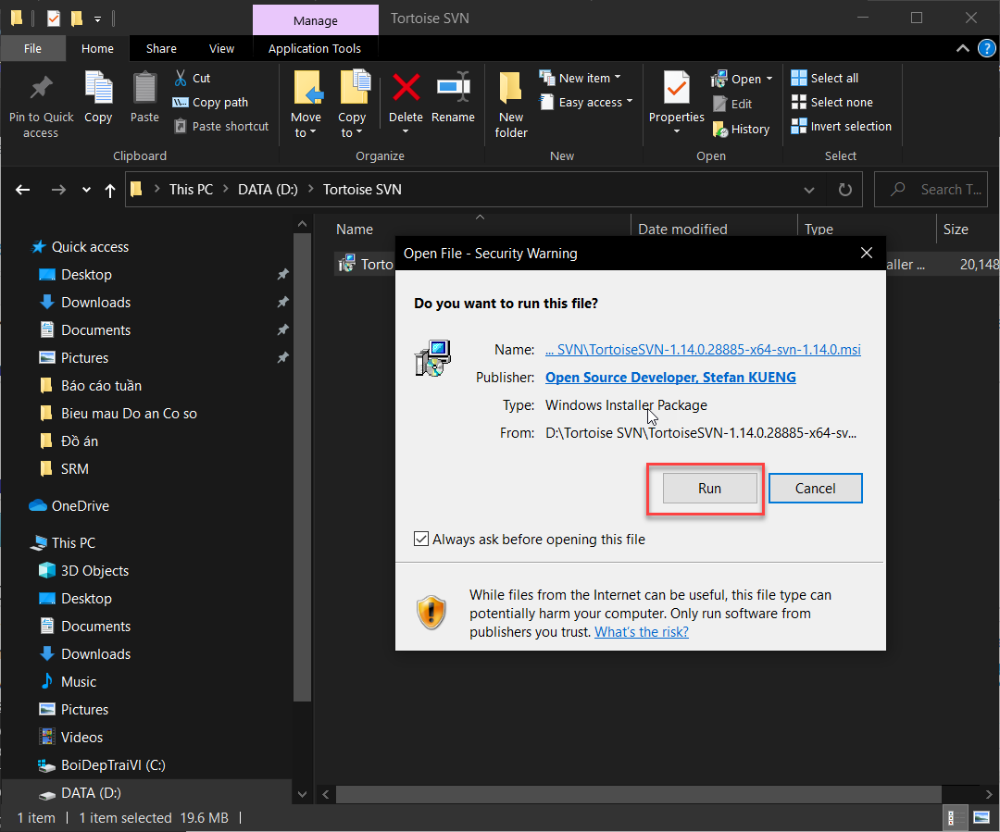 Manage
Tortoise SVN
File
Home
Share
View
Application Tools
?
Pin to Quick
access
Copy
Paste
Cut
Copy path
Paste shortcut
Clipboard
Move
to
Copy
to
Delete
Rename
Organize
New
folder
New item
Easy access
New
Properties
Open
Edit
History
Open
Select all
Select none
Invert selection
Select
This PC
DATA (D:)
Tortoise SVN
Search T...
Name
Date modified
Type
Size
Torto
aller ...
20,148
Quick access
Desktop
Downloads
Documents
Pictures
Báo cáo tuần
Bieu mau Do an Co so
Đồ án
SRM
OneDrive
This PC
3D Objects
Desktop
Documents
Downloads
Music
Pictures
Videos
BoiDepTraiVl (C:)
DATA (D:)
Open File - Security Warning
Do you want to run this file?
Name: ... SVN\TortoiseSVN-1.14.0.28885-x64-svn-1.14.0.msi
Publisher: Open Source Developer, Stefan KUENG
Type: Windows Installer Package
From: D:\Tortoise SVN\TortoiseSVN-1.14.0.28885-x64-sv...
Run
Cancel
Always ask before opening this file
While files from the Internet can be useful, this file type can
potentially harm your computer. Only run software from
publishers you trust. What's the risk?
1 item
1 item selected 19.6 MB